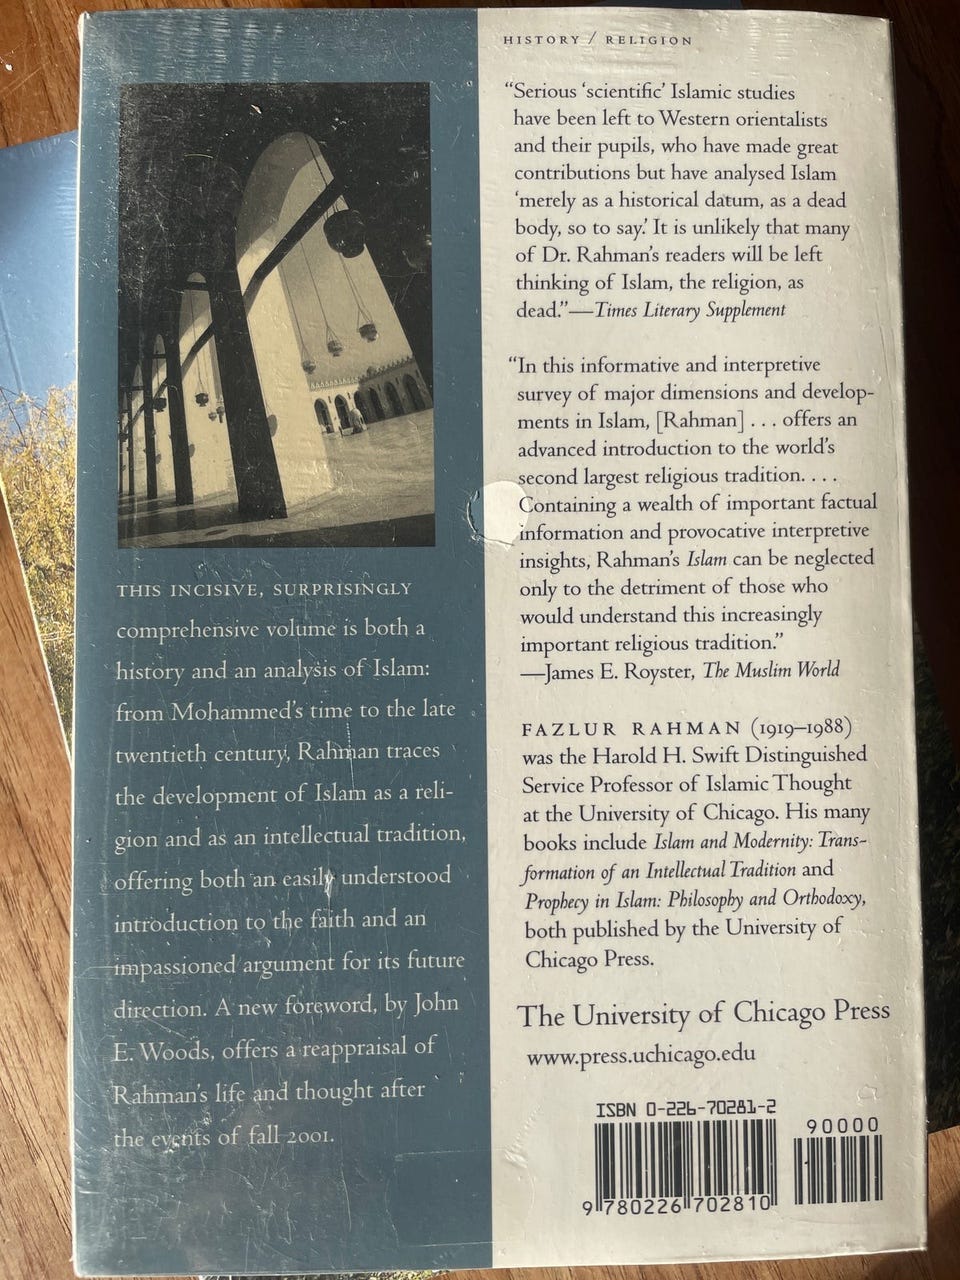 THIS INCISIVE, SURPRISINGLY
comprehensive volume is both a
history and an analysis of Islam:
from Mohammed's time to the late
twentieth century, Rahman traces
the development of Islam as a reli-
gion and as an intellectual tradition,
offering both an easily understood
introduction to the faith and an
impassioned argument for its future
direction. A new foreword, by John
E. Woods, offers a reappraisal of
Rahman's life and thought after
the events of fall 2001.
HISTORY / RELIGION
“Serious ‘scientific’ Islamic studies
have been left to Western orientalists
and their pupils, who have made great
contributions but have analysed Islam
‘merely as a historical datum, as a dead
body, so to say.’ It is unlikely that many
of Dr. Rahman's readers will be left
thinking of Islam, the religion, as
dead.”—Times Literary Supplement
“In this informative and interpretive
survey of major dimensions and develop-
ments in Islam, [Rahman] . . . offers an
advanced introduction to the world's
second largest religious tradition. . . .
Containing a wealth of important factual
information and provocative interpretive
insights, Rahman's Islam can be neglected
only to the detriment of those who
would understand this increasingly
important religious tradition.”
—James E. Royster, The Muslim World
FAZLUR RAHMAN (1919–1988)
was the Harold H. Swift Distinguished
Service Professor of Islamic Thought
at the University of Chicago. His many
books include Islam and Modernity: Trans-
formation of an Intellectual Tradition and
Prophecy in Islam: Philosophy and Orthodoxy,
both published by the University of
Chicago Press.
The University of Chicago Press
www.press.uchicago.edu
ISBN 0-226-70281-2
90000
9 780226 702810